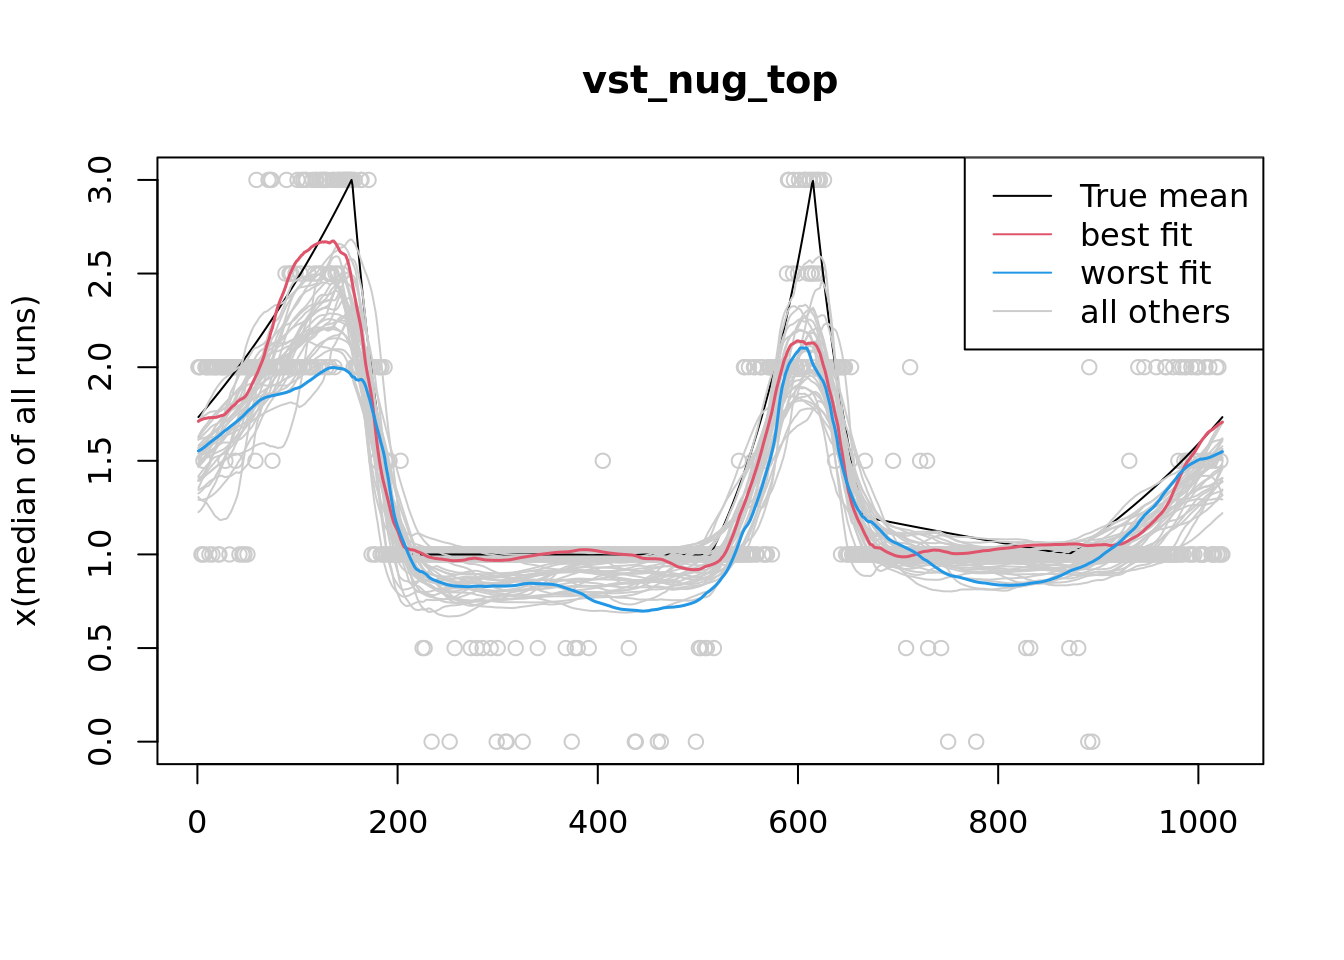 vst_nug_top
x(median of all runs)
3.0
2.5
2.0
1.5
1.0
0.5
0.0
True mean
best fit
worst fit
all others
0 200 400 600 800 1000